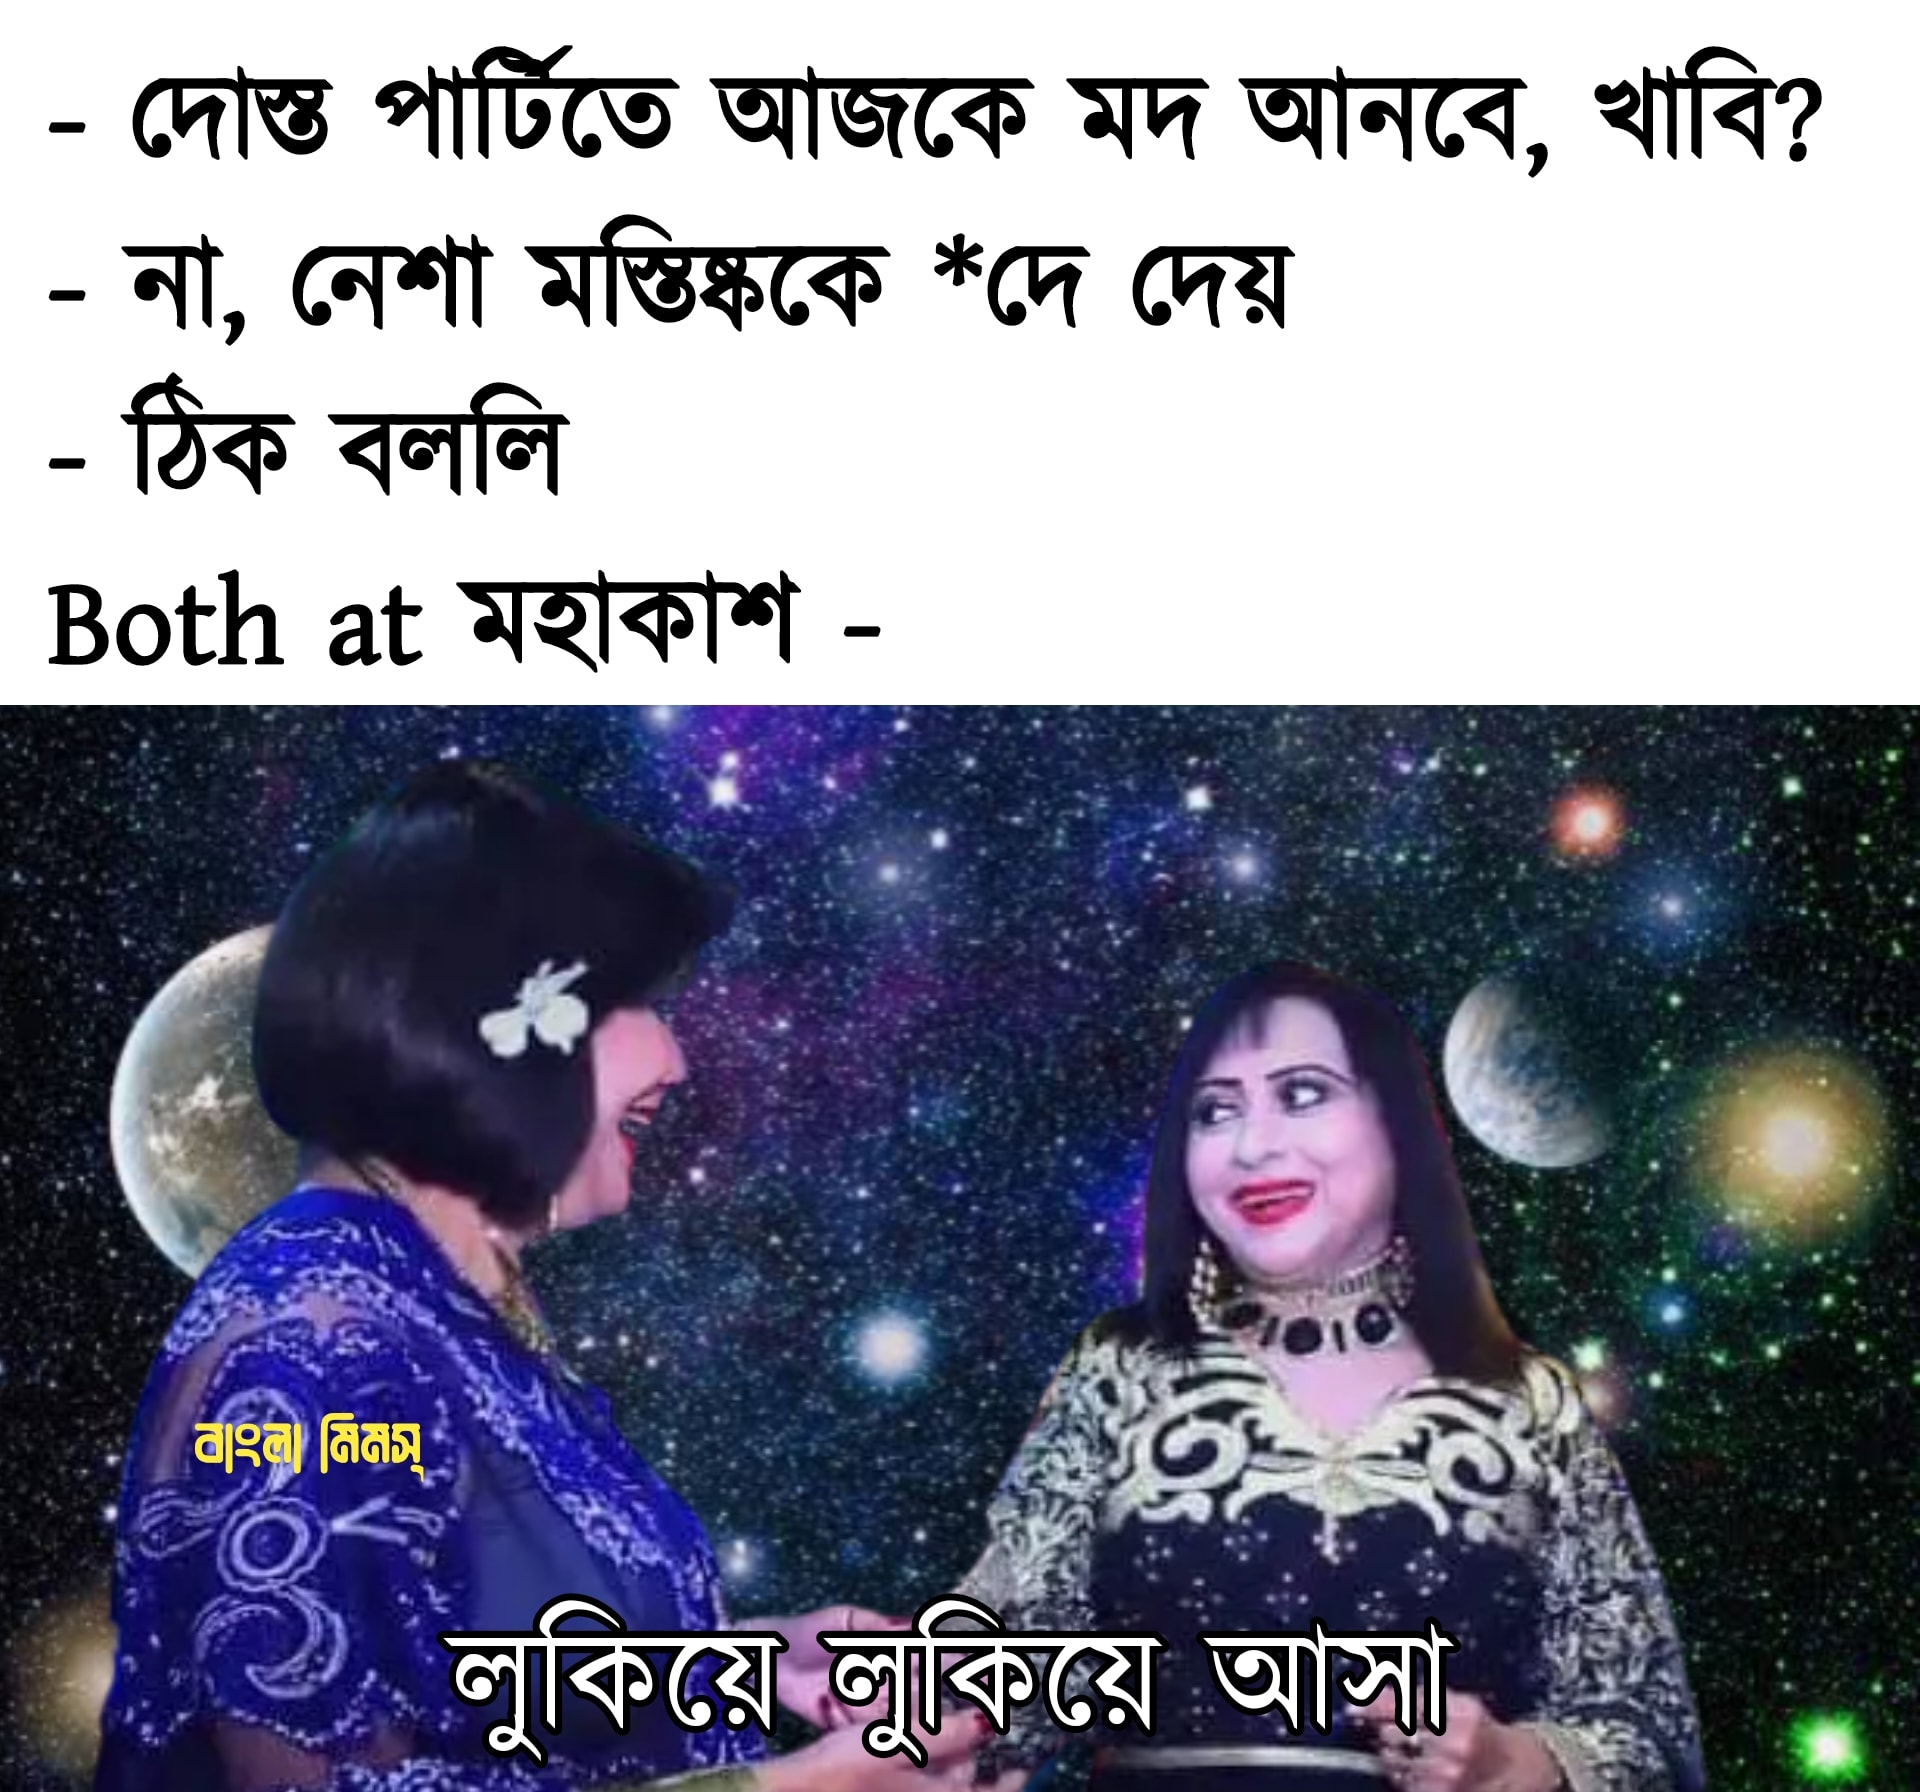 - দোস্ত পার্টিতে আজকে মদ আনবে, খাবি?
- না, নেশা মস্তিষ্ককে *দে দেয়
- ঠিক বললি
Both at মহাকাশ -
বাংলা মিমস্
লুকিয়ে লুকিয়ে আসা